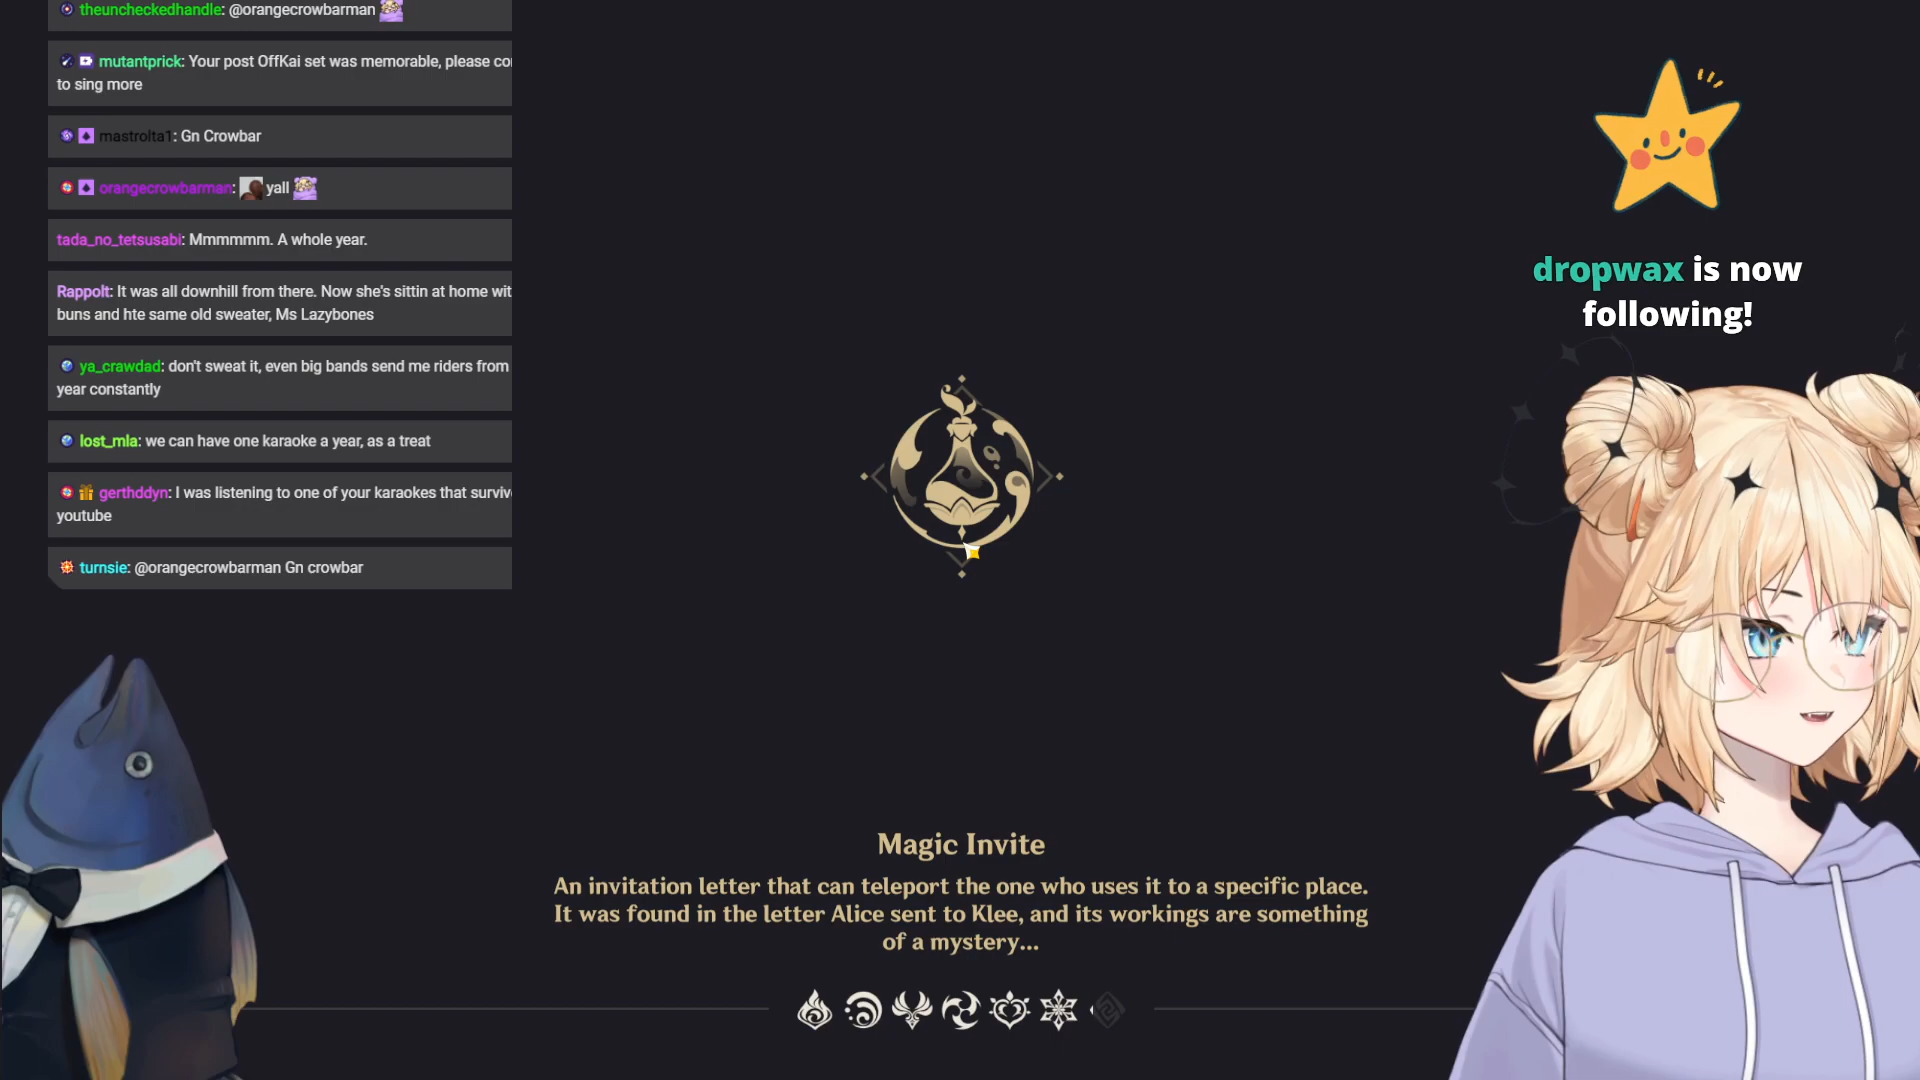 theuncheckedhandle: @orangecrowbarman
mutantprick: Your post OffKai set was memorable, please
to sing more
mastrolta1: Gn Crowbar
orangecrowbarman: yall
tada_no_tetsusabi: Mmmmmm. A whole year.
Rappolt: It was all downhill from there. Now she's sittin at home
buns and hte same old sweater, Ms Lazybones
ya_crawdad: don't sweat it, even big bands send me riders from
year constantly
lost_mla: we can have one karaoke a year, as a treat
gerthddyn: I was listening to one of your karaokes that
youtube
turnsie: @orangecrowbarman Gn crowbar
dropwax is now
following!
Magic Invite
An invitation letter that can teleport the one who uses it to a specific place.
It was found in the letter Alice sent to Klee, and its workings are something
of a mystery...